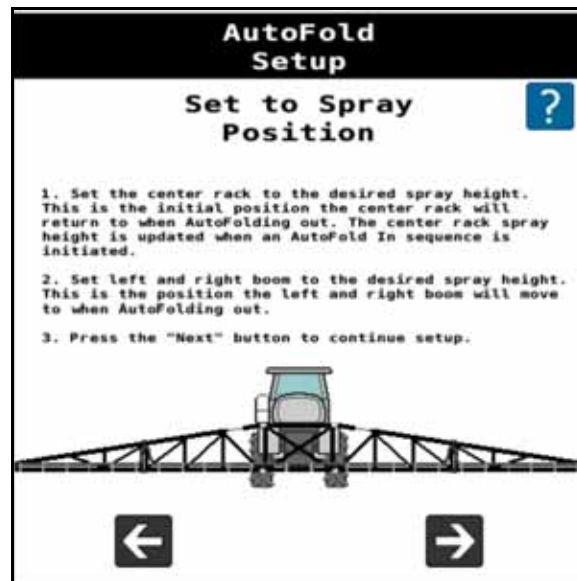 AutoFold
Setup
Set to Spray
Position
?
1. Set the center rack to the desired spray height.
This is the initial position the center rack will
return to when AutoFolding out. The center rack spray
height is updated when an AutoFold In sequence is
initiated.
2. Set left and right boom to the desired spray height.
This is the position the left and right boom will move
to when AutoFolding out.
3. Press the "Next" button to continue setup.